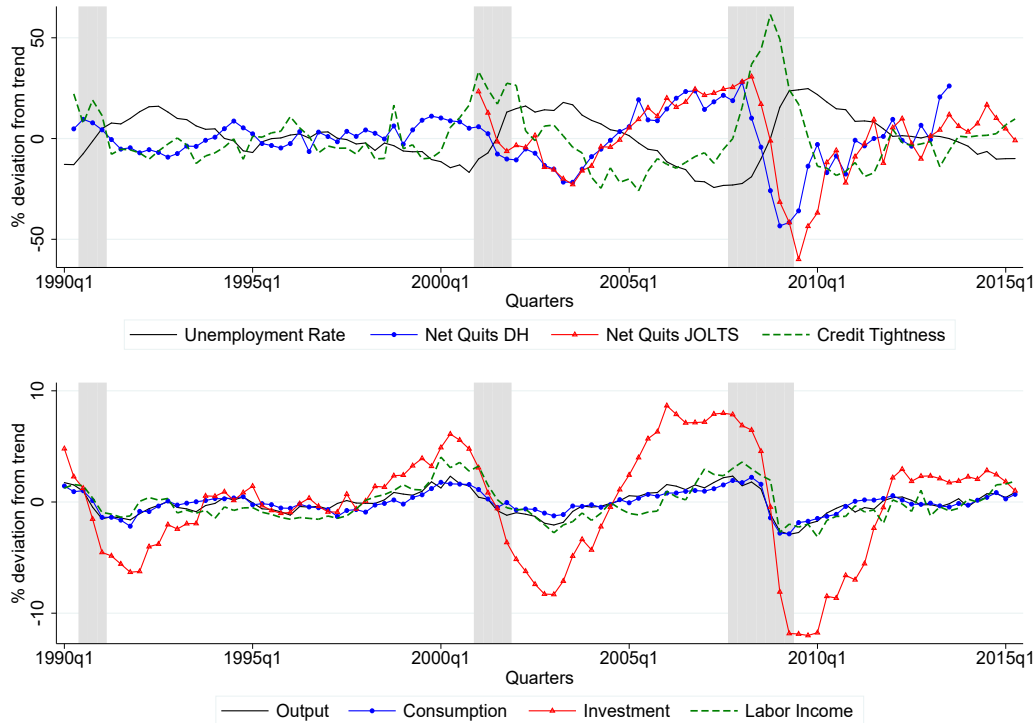 % deviation from trend
50
0
-50
1990q1 1995q1 2000q1 2005q1 2010q1 2015q1
Quarters
Unemployment Rate Net Quits DH Net Quits JOLTS Credit Tightness
% deviation from trend
10
0
-10
1990q1 1995q1 2000q1 2005q1 2010q1 2015q1
Quarters
Output Consumption Investment Labor Income